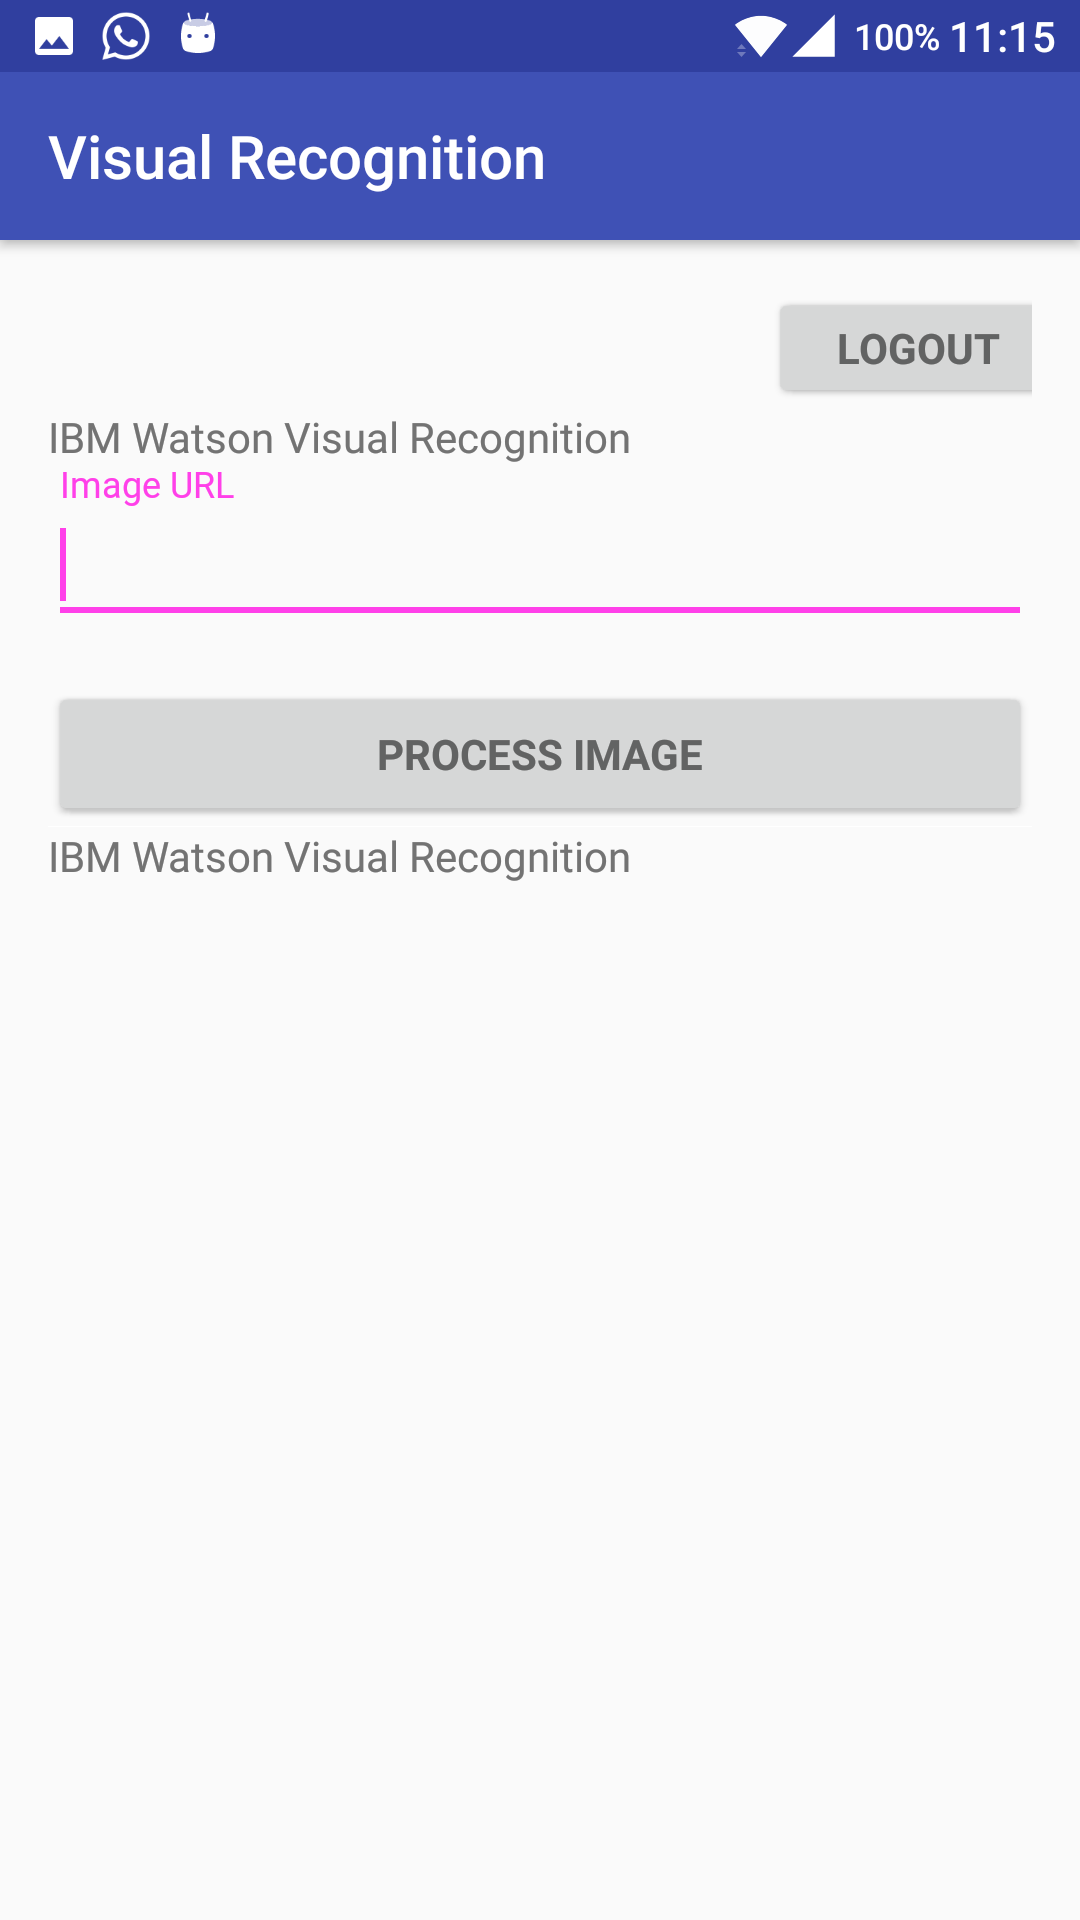 100% 11:15
Visual Recognition
LOGOUT
IBM Watson Visual Recognition
Image URL
PROCESS IMAGE
IBM Watson Visual Recognition